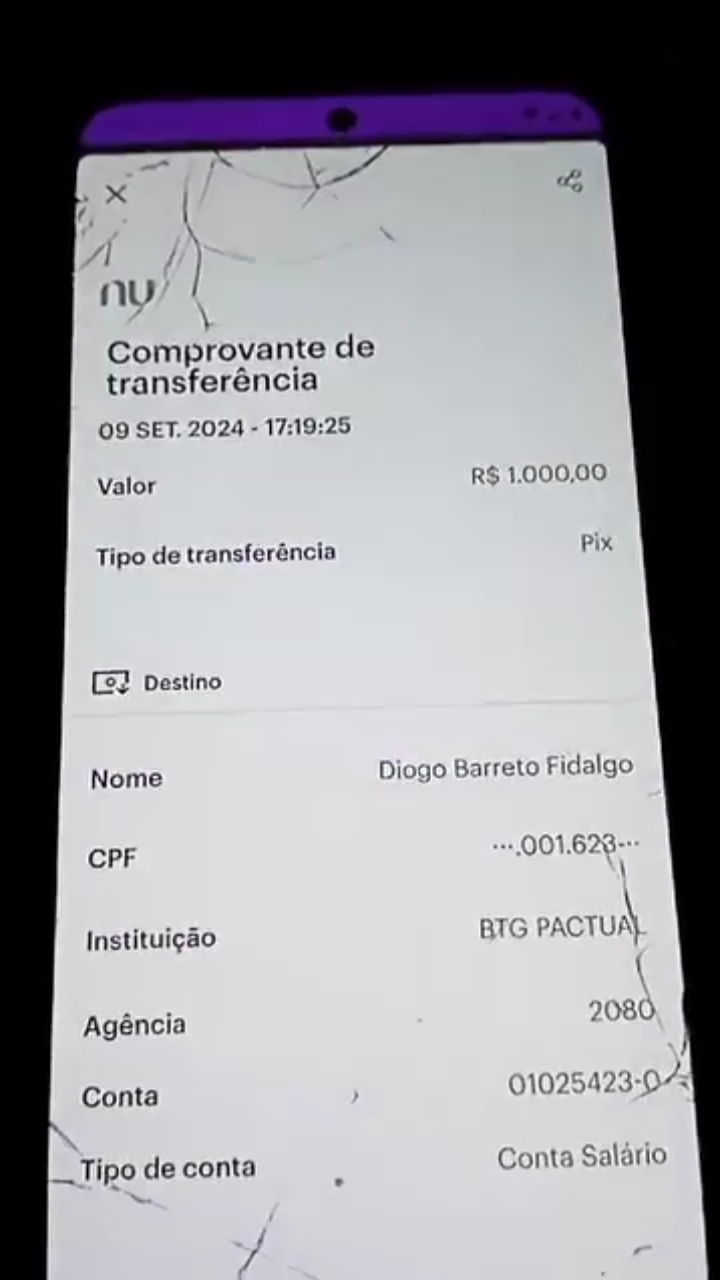 nu
Comprovante de
transferência
09 SET. 2024 - 17:19:25
Valor R$ 1.000,00
Tipo de transferência Pix
Destino
Nome Diogo Barreto Fidalgo
CPF ···.001.623-··
Instituição BTG PACTUAL
Agência 2080
Conta 01025423-0
Tipo de conta Conta Salário